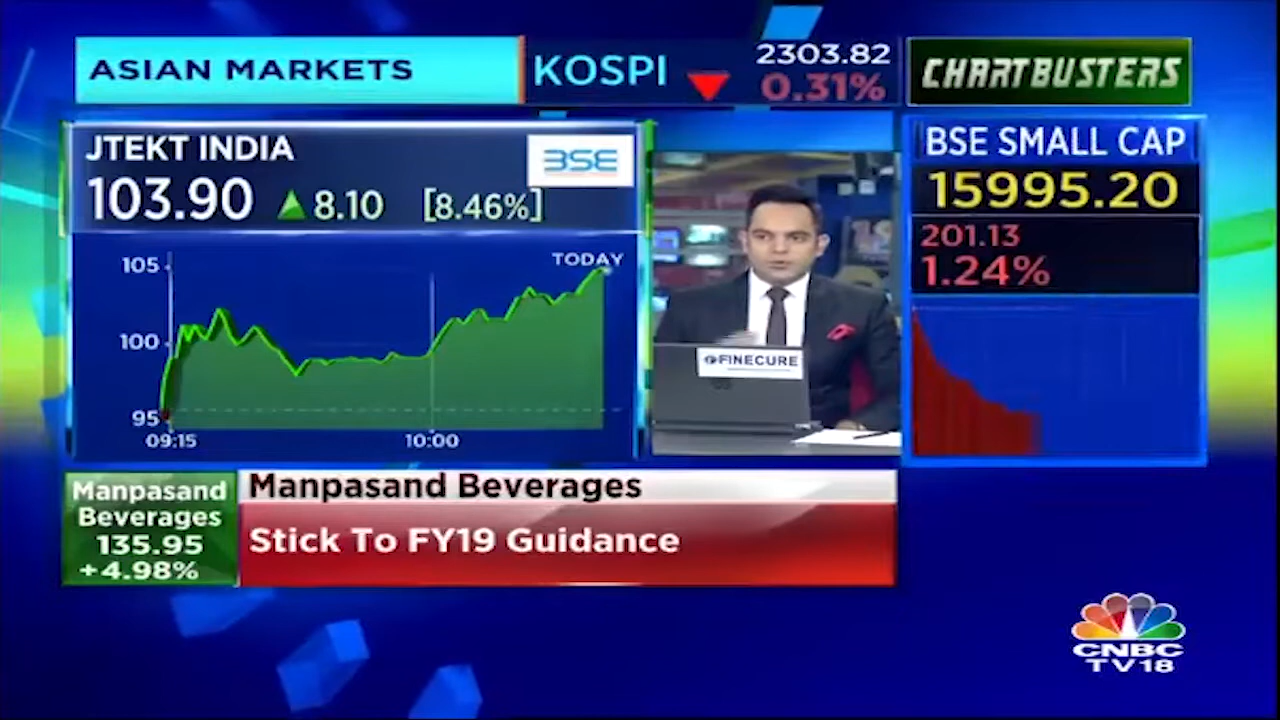 ASIAN MARKETS
KOSPI
2303.82
0.31%
CHARTBUSTERS
JTEKT INDIA
103.90 8.10 [8.46%]
BSE
BSE SMALL CAP
15995.20
201.13
1.24%
TODAY
105
100
95
09:15 10:00
FINECURE
Manpasand
Beverages
135.95
+4.98%
Manpasand Beverages
Stick To FY19 Guidance
CNBC
TV18